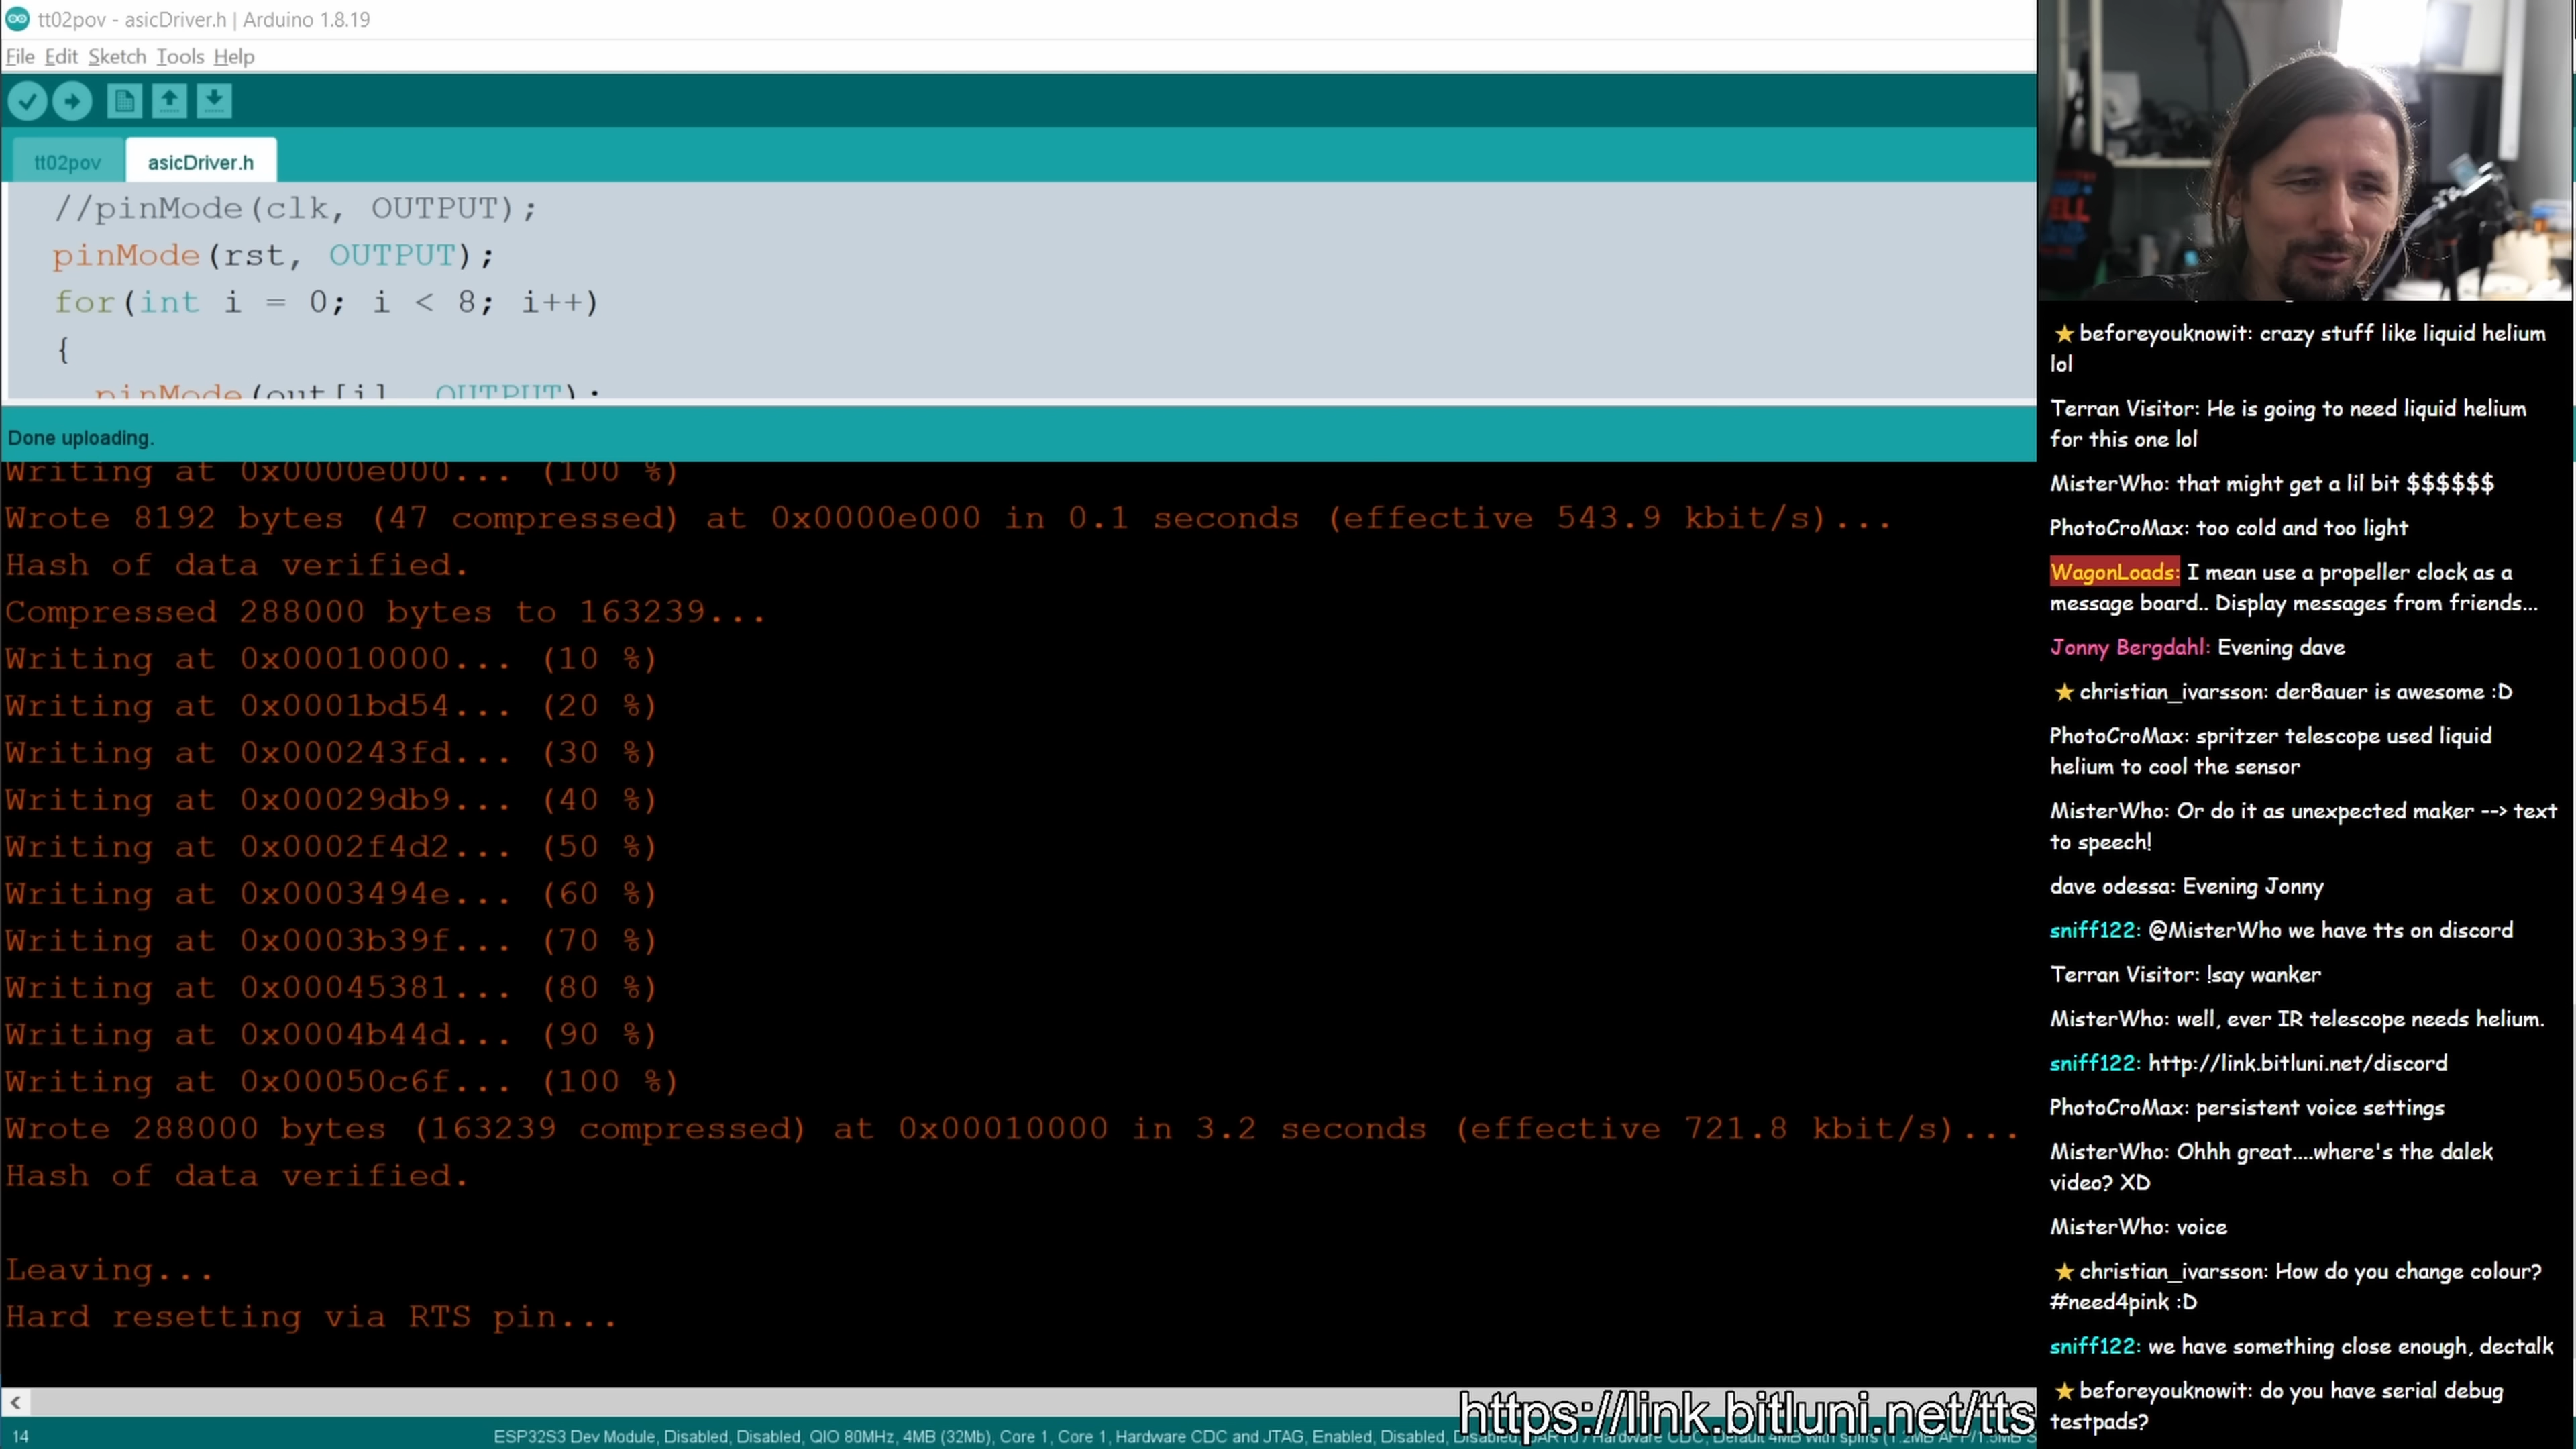 tt02pov - asicDriver.h | Arduino 1.8.19
File Edit Sketch Tools Help
tt02pov asicDriver.h
//pinMode(clk, OUTPUT);
pinMode(rst, OUTPUT);
for(int i = 0; i < 8; i++)
{
pinMode(out[i], OUTPUT);
Done uploading.
Writing at 0x0000e000... (100 %)
Wrote 8192 bytes (47 compressed) at 0x0000e000 in 0.1 seconds (effective 543.9 kbit/s)...
Hash of data verified.
Compressed 288000 bytes to 163239...
Writing at 0x00010000... (10 %)
Writing at 0x0001bd54... (20 %)
Writing at 0x000243fd... (30 %)
Writing at 0x00029db9... (40 %)
Writing at 0x0002f4d2... (50 %)
Writing at 0x0003494e... (60 %)
Writing at 0x0003b39f... (70 %)
Writing at 0x00045381... (80 %)
Writing at 0x0004b44d... (90 %)
Writing at 0x00050c6f... (100 %)
Wrote 288000 bytes (163239 compressed) at 0x00010000 in 3.2 seconds (effective 721.8 kbit/s)...
Hash of data verified.
Leaving...
Hard resetting via RTS pin...
https://link.bitluni.net/tts
14 ESP32S3 Dev Module, Disabled, Disabled, QIO 80MHz, 4MB (32Mb), Core 1, Core 1, Hardware CDC and JTAG, Enabled, Disabled,
beforeyouknowit: crazy stuff like liquid helium
lol
Terran Visitor: He is going to need liquid helium
for this one lol
MisterWho: that might get a lil bit $$$$$$
PhotoCroMax: too cold and too light
WagonLoads: I mean use a propeller clock as a
message board.. Display messages from friends...
Jonny Bergdahl: Evening dave
christian_ivarsson: der8auer is awesome :D
PhotoCroMax: spritzer telescope used liquid
helium to cool the sensor
MisterWho: Or do it as unexpected maker --> text
to speech!
dave odessa: Evening Jonny
sniff122: @MisterWho we have tts on discord
Terran Visitor: !say wanker
MisterWho: well, ever IR telescope needs helium.
sniff122: http://link.bitluni.net/discord
PhotoCroMax: persistent voice settings
MisterWho: Ohhh great....where's the dalek
video? XD
MisterWho: voice
christian_ivarsson: How do you change colour?
#need4pink :D
sniff122: we have something close enough, dectalk
beforeyouknowit: do you have serial debug
testpads?